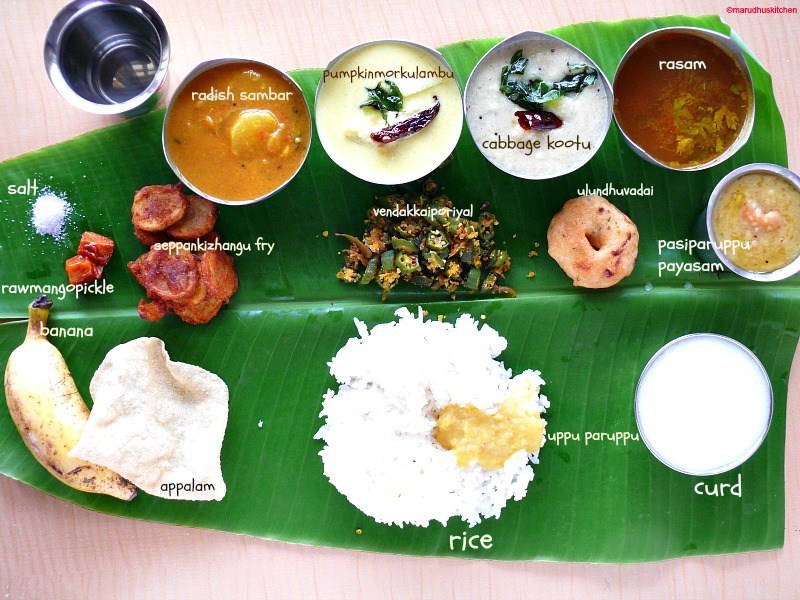 ©marudhuskitchen
radish sambar
pumpkinmorkulambu
cabbage kootu
rasam
salt
vendakkaiporiyal
ulundhuvadai
seppankizhangu fry
pasiparuppu
payasam
rawmangopickle
banana
uppu paruppu
appalam
curd
rice